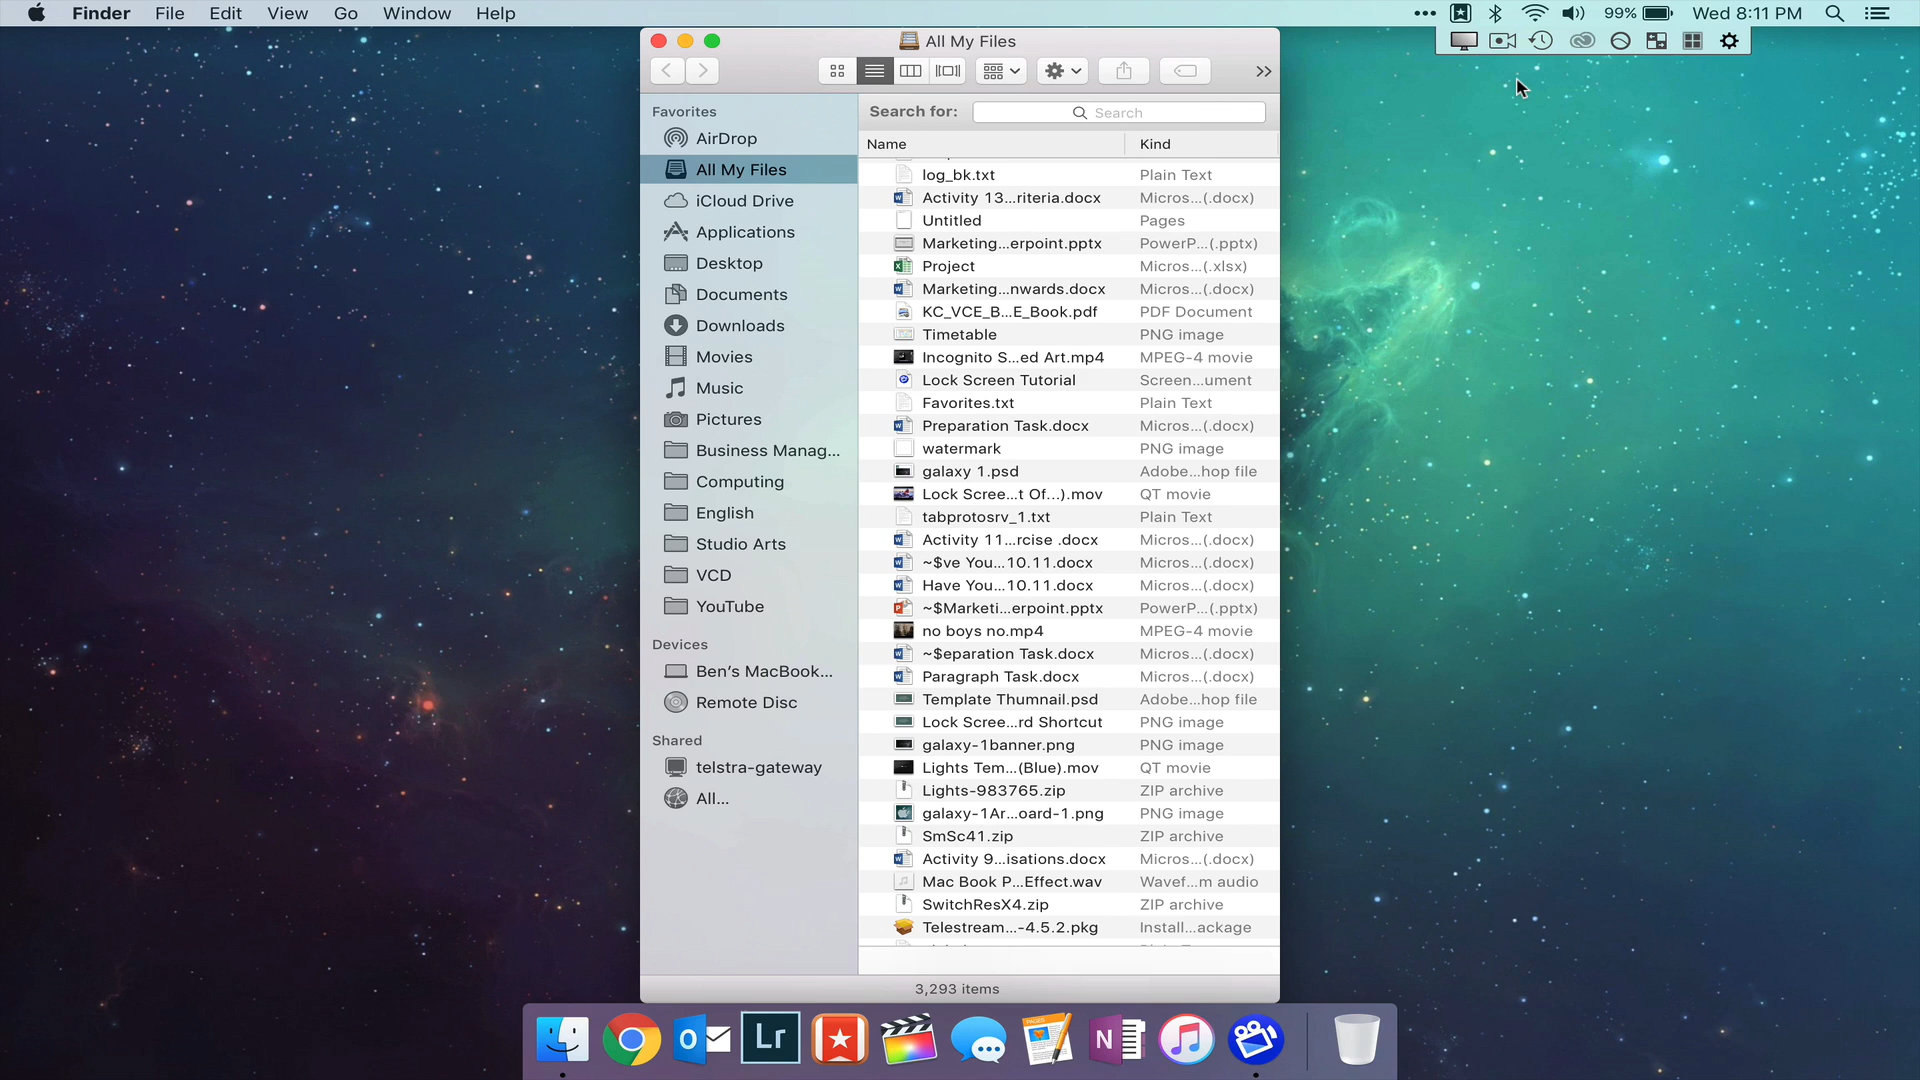 Finder File Edit View Go Window Help
99% Wed 8:11 PM
All My Files
Favorites
AirDrop
All My Files
iCloud Drive
Applications
Desktop
Documents
Downloads
Movies
Music
Pictures
Business Manag...
Computing
English
Studio Arts
VCD
YouTube
Devices
Ben's MacBook...
Remote Disc
Shared
telstra-gateway
All...
Search for: Search
Name Kind
log_bk.txt Plain Text
Activity 13...riteria.docx Micros...(.docx)
Untitled Pages
Marketing...erpoint.pptx PowerP...(.pptx)
Project Micros...(.xlsx)
Marketing...nwards.docx Micros...(.docx)
KC_VCE_B...E_Book.pdf PDF Document
Timetable PNG image
Incognito S...ed Art.mp4 MPEG-4 movie
Lock Screen Tutorial Screen...ument
Favorites.txt Plain Text
Preparation Task.docx Micros...(.docx)
watermark PNG image
galaxy 1.psd Adobe...hop file
Lock Scree...t Of...).mov QT movie
tabprotosrv_1.txt Plain Text
Activity 11...rcise .docx Micros...(.docx)
~$ve You...10.11.docx Micros...(.docx)
Have You...10.11.docx Micros...(.docx)
~$Marketi...erpoint.pptx PowerP...(.pptx)
no boys no.mp4 MPEG-4 movie
~$eparation Task.docx Micros...(.docx)
Paragraph Task.docx Micros...(.docx)
Template Thumnail.psd Adobe...hop file
Lock Scree...rd Shortcut PNG image
galaxy-1banner.png PNG image
Lights Tem...(Blue).mov QT movie
Lights-983765.zip ZIP archive
galaxy-1Ar...oard-1.png PNG image
SmSc41.zip ZIP archive
Activity 9...isations.docx Micros...(.docx)
Mac Book P...Effect.wav Wavef...m audio
SwitchResX4.zip ZIP archive
Telestream...-4.5.2.pkg Install...ackage
3,293 items
Lr
PAGES